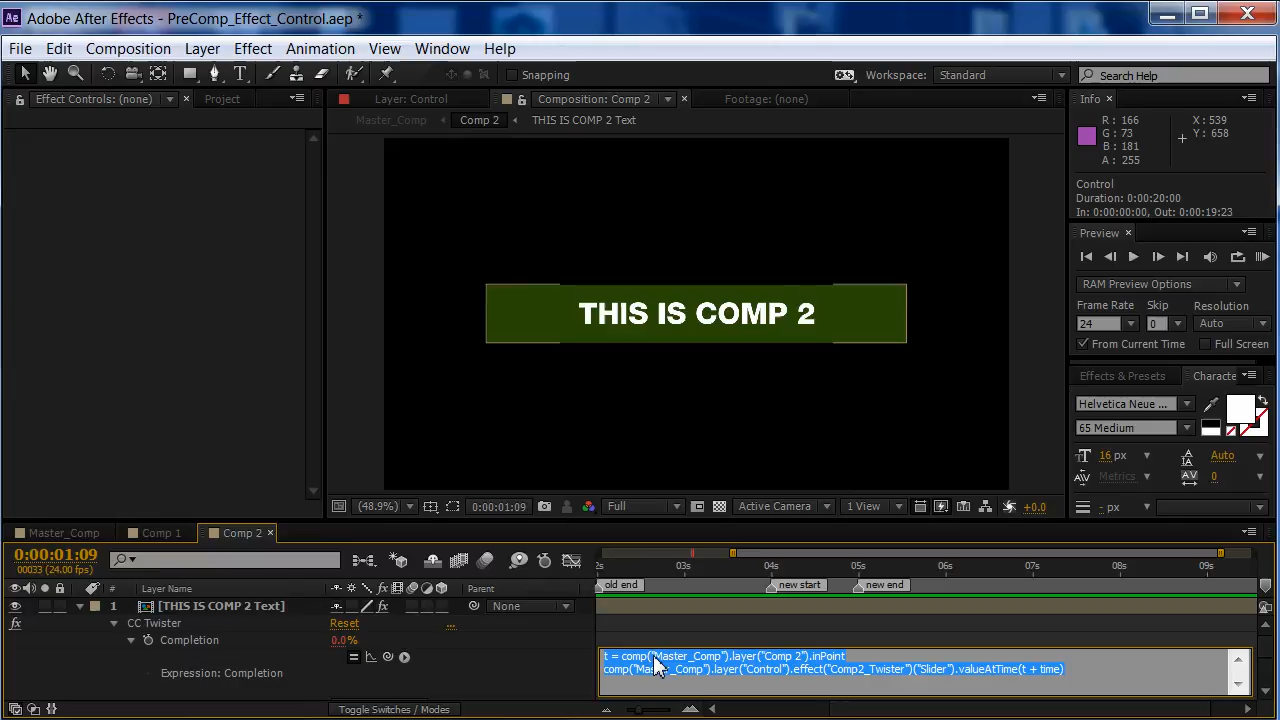 Adobe After Effects - PreComp_Effect_Control.aep *
File Edit Composition Layer Effect Animation View Window Help
Snapping
Workspace: Standard
Search Help
Effect Controls: (none)
Project
Layer: Control
Composition: Comp 2
Footage: (none)
Master_Comp
Comp 2
THIS IS COMP 2 Text
THIS IS COMP 2
(48.9%)
0:00:01:09
Full
Active Camera
1 View
+0.0
Info
R : 166
G : 73
B : 181
A : 255
X : 539
Y : 658
Control
Duration: 0:00:20:00
In: 0:00:00:00, Out: 0:00:19:23
Preview
RAM Preview Options
Frame Rate Skip Resolution
24 0 Auto
From Current Time Full Screen
Effects & Presets
Characte
Helvetica Neue ...
65 Medium
16 px Auto
Metrics 0
- px
Master_Comp
Comp 1
Comp 2
0:00:01:09
00033 (24.00 fps)
2s 03s 04s 05s 06s 07s 08s 09s
old end new start new end
# Layer Name Parent
1 [THIS IS COMP 2 Text] None
CC Twister Reset ...
Completion 0.0%
Expression: Completion
t = comp("Master_Comp").layer("Comp 2").inPoint
comp("Master_Comp").layer("Control").effect("Comp2_Twister")("Slider").valueAtTime(t + time)
Toggle Switches / Modes